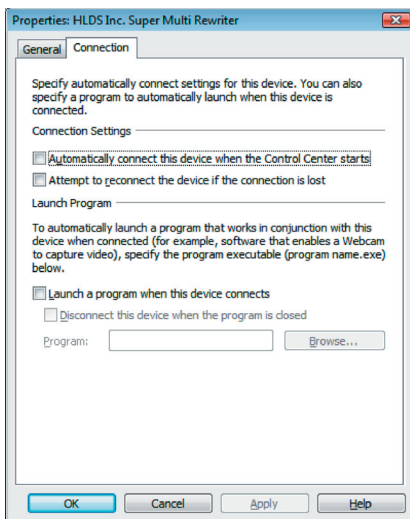 Properties: HLDS Inc. Super Multi Rewriter
General
Connection
Specify automatically connect settings for this device. You can also
specify a program to automatically launch when this device is
connected.
Connection Settings
Automatically connect this device when the Control Center starts
Attempt to reconnect the device if the connection is lost
Launch Program
To automatically launch a program that works in conjunction with this
device when connected (for example, software that enables a Webcam
to capture video), specify the program executable (program name.exe)
below.
Launch a program when this device connects
Disconnect this device when the program is closed
Program:
Browse...
OK
Cancel
Apply
Help